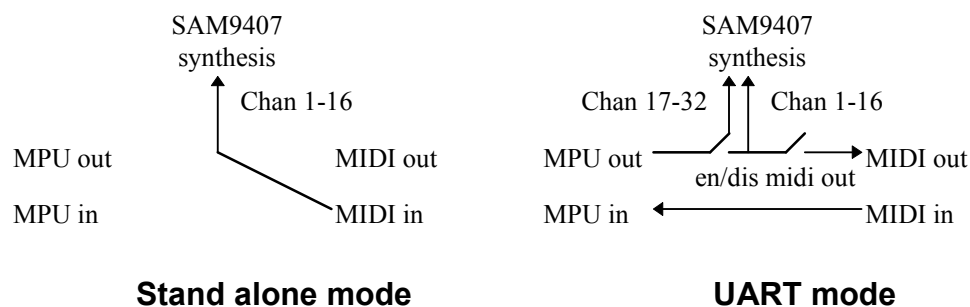 SAM9407
synthesis
Chan 1-16
MPU out
MIDI out
MPU in
MIDI in
Stand alone mode
SAM9407
synthesis
Chan 17-32
Chan 1-16
MPU out
MIDI out
en/dis midi out
MPU in
MIDI in
UART mode